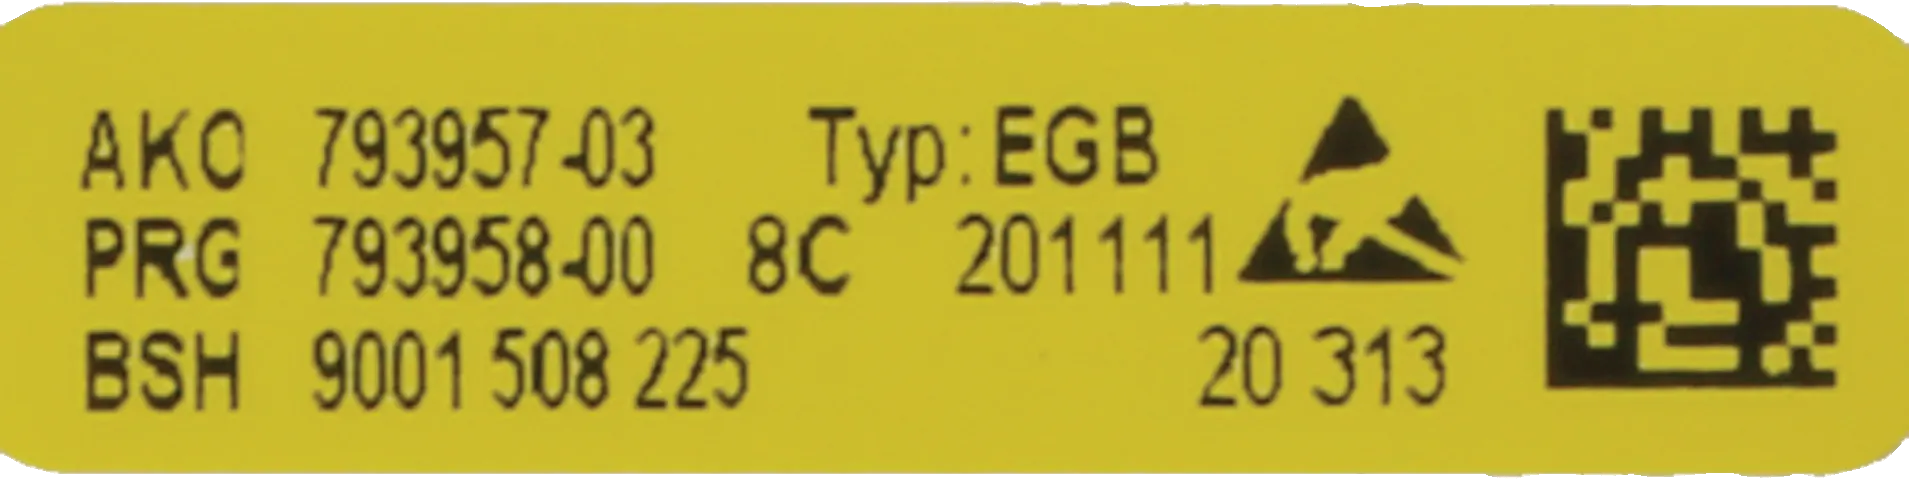 AKO 793957-03 Typ:EGB
PRG 793958-00 8C 201111
BSH 9001 508 225 20 313